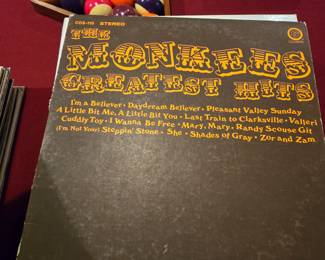 COS-115 STEREO
THE
MONKEES
GREATEST HITS
I'm a Believer • Daydream Believer • Pleasant Valley Sunday
A Little Bit Me, A Little Bit You • Last Train to Clarksville • Valleri
Cuddly Toy • I Wanna Be Free • Mary, Mary • Randy Scouse Git
(I'm Not Your) Steppin' Stone • She • Shades of Gray • Zor and Zam